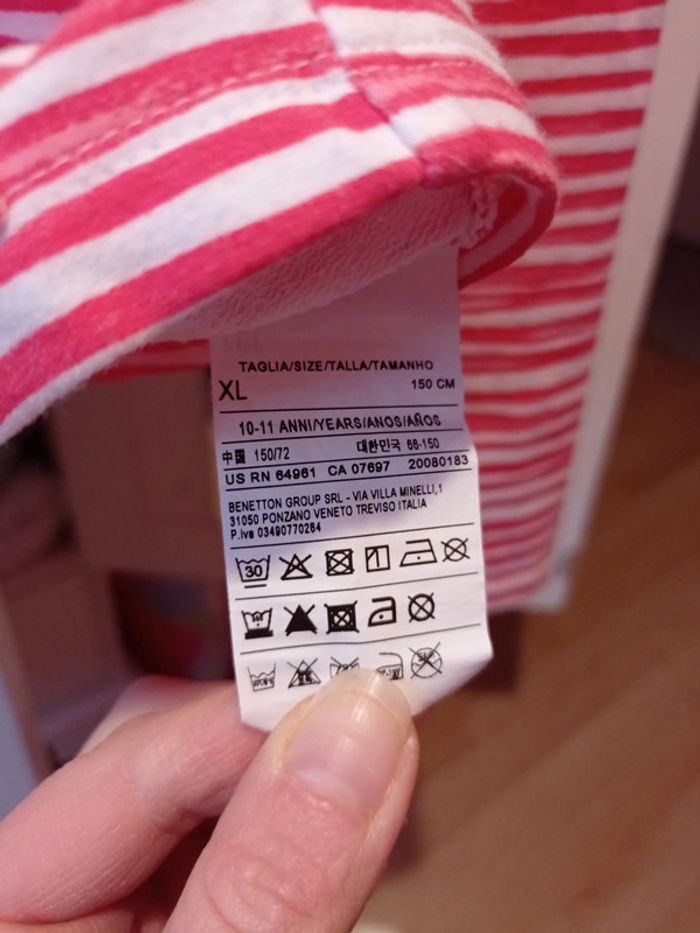 TAGLIA/SIZE/TALLA/TAMANHO
XL 150 CM
10-11 ANNI/YEARS/ANOS/AÑOS
中国 150/72 대한민국 66-150
US RN 64961 CA 07697 20080183
BENETTON GROUP SRL - VIA VILLA MINELLI,1
31050 PONZANO VENETO TREVISO ITALIA
P.iva 03490770264
30